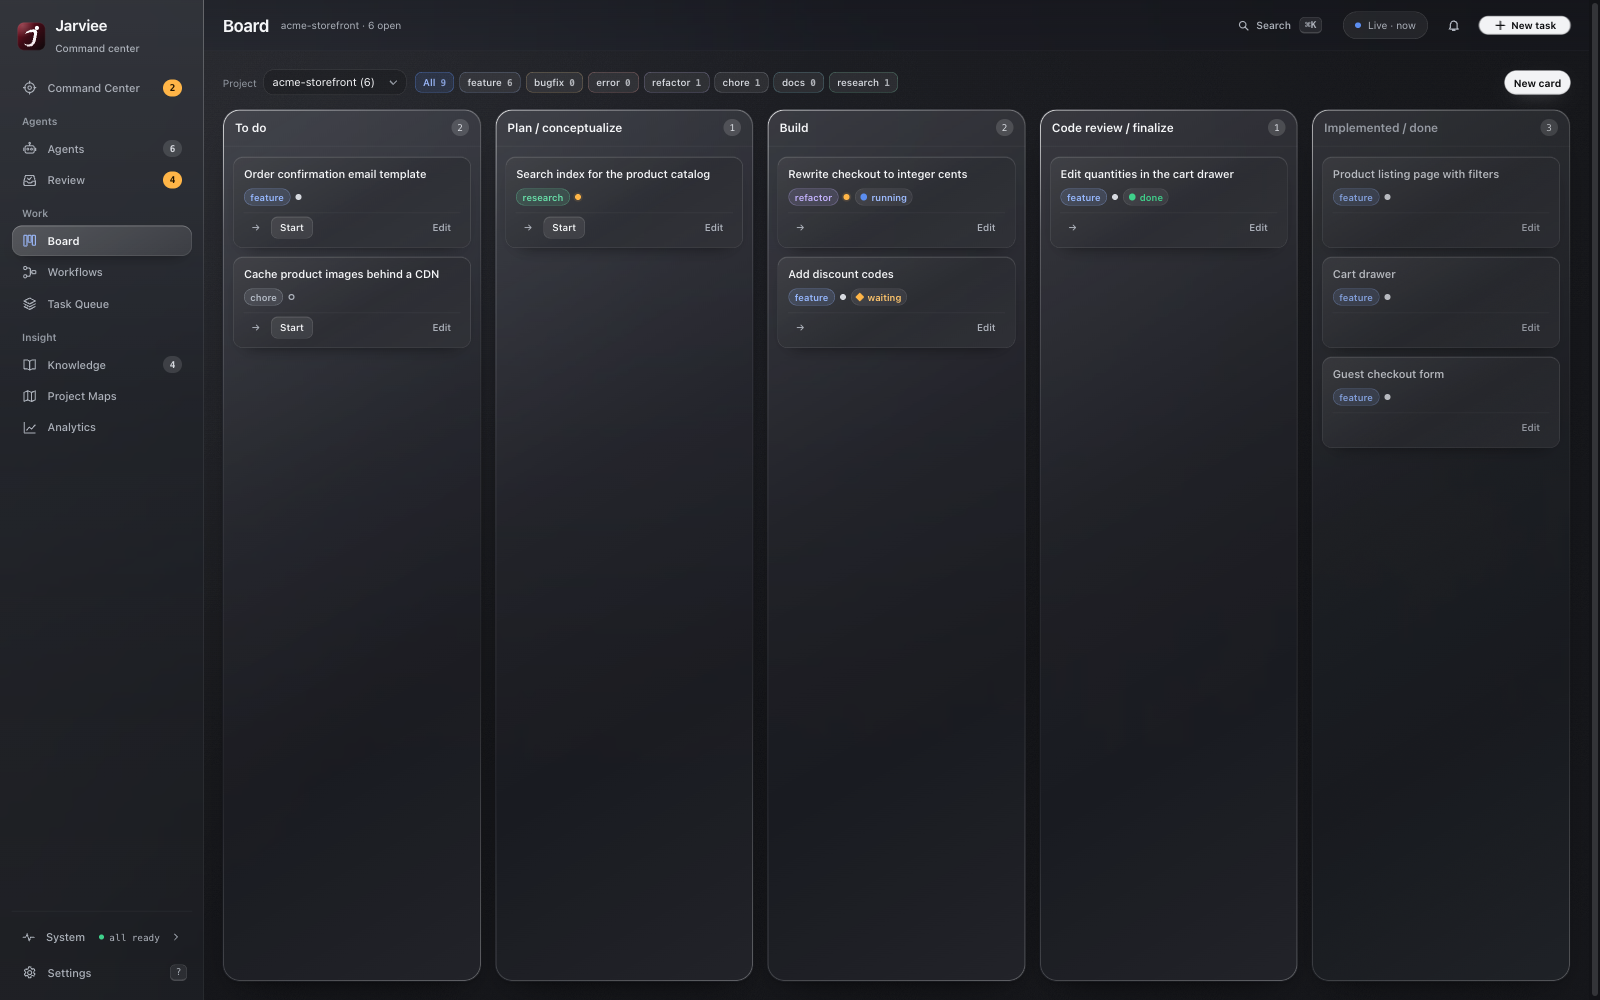 Jarviee
Command center
Command Center 2
Agents
Agents 6
Review 4
Work
Board
Workflows
Task Queue
Insight
Knowledge 4
Project Maps
Analytics
System all ready
Settings ?
Board acme-storefront · 6 open
Search ⌘K
Live · now
New task
Project acme-storefront (6)
All 9
feature 6
bugfix 0
error 0
refactor 1
chore 1
docs 0
research 1
New card
To do 2
Order confirmation email template
feature
→ Start Edit
Cache product images behind a CDN
chore
→ Start Edit
Plan / conceptualize 1
Search index for the product catalog
research
→ Start Edit
Build 2
Rewrite checkout to integer cents
refactor running
→ Edit
Add discount codes
feature waiting
→ Edit
Code review / finalize 1
Edit quantities in the cart drawer
feature done
→ Edit
Implemented / done 3
Product listing page with filters
feature
Edit
Cart drawer
feature
Edit
Guest checkout form
feature
Edit